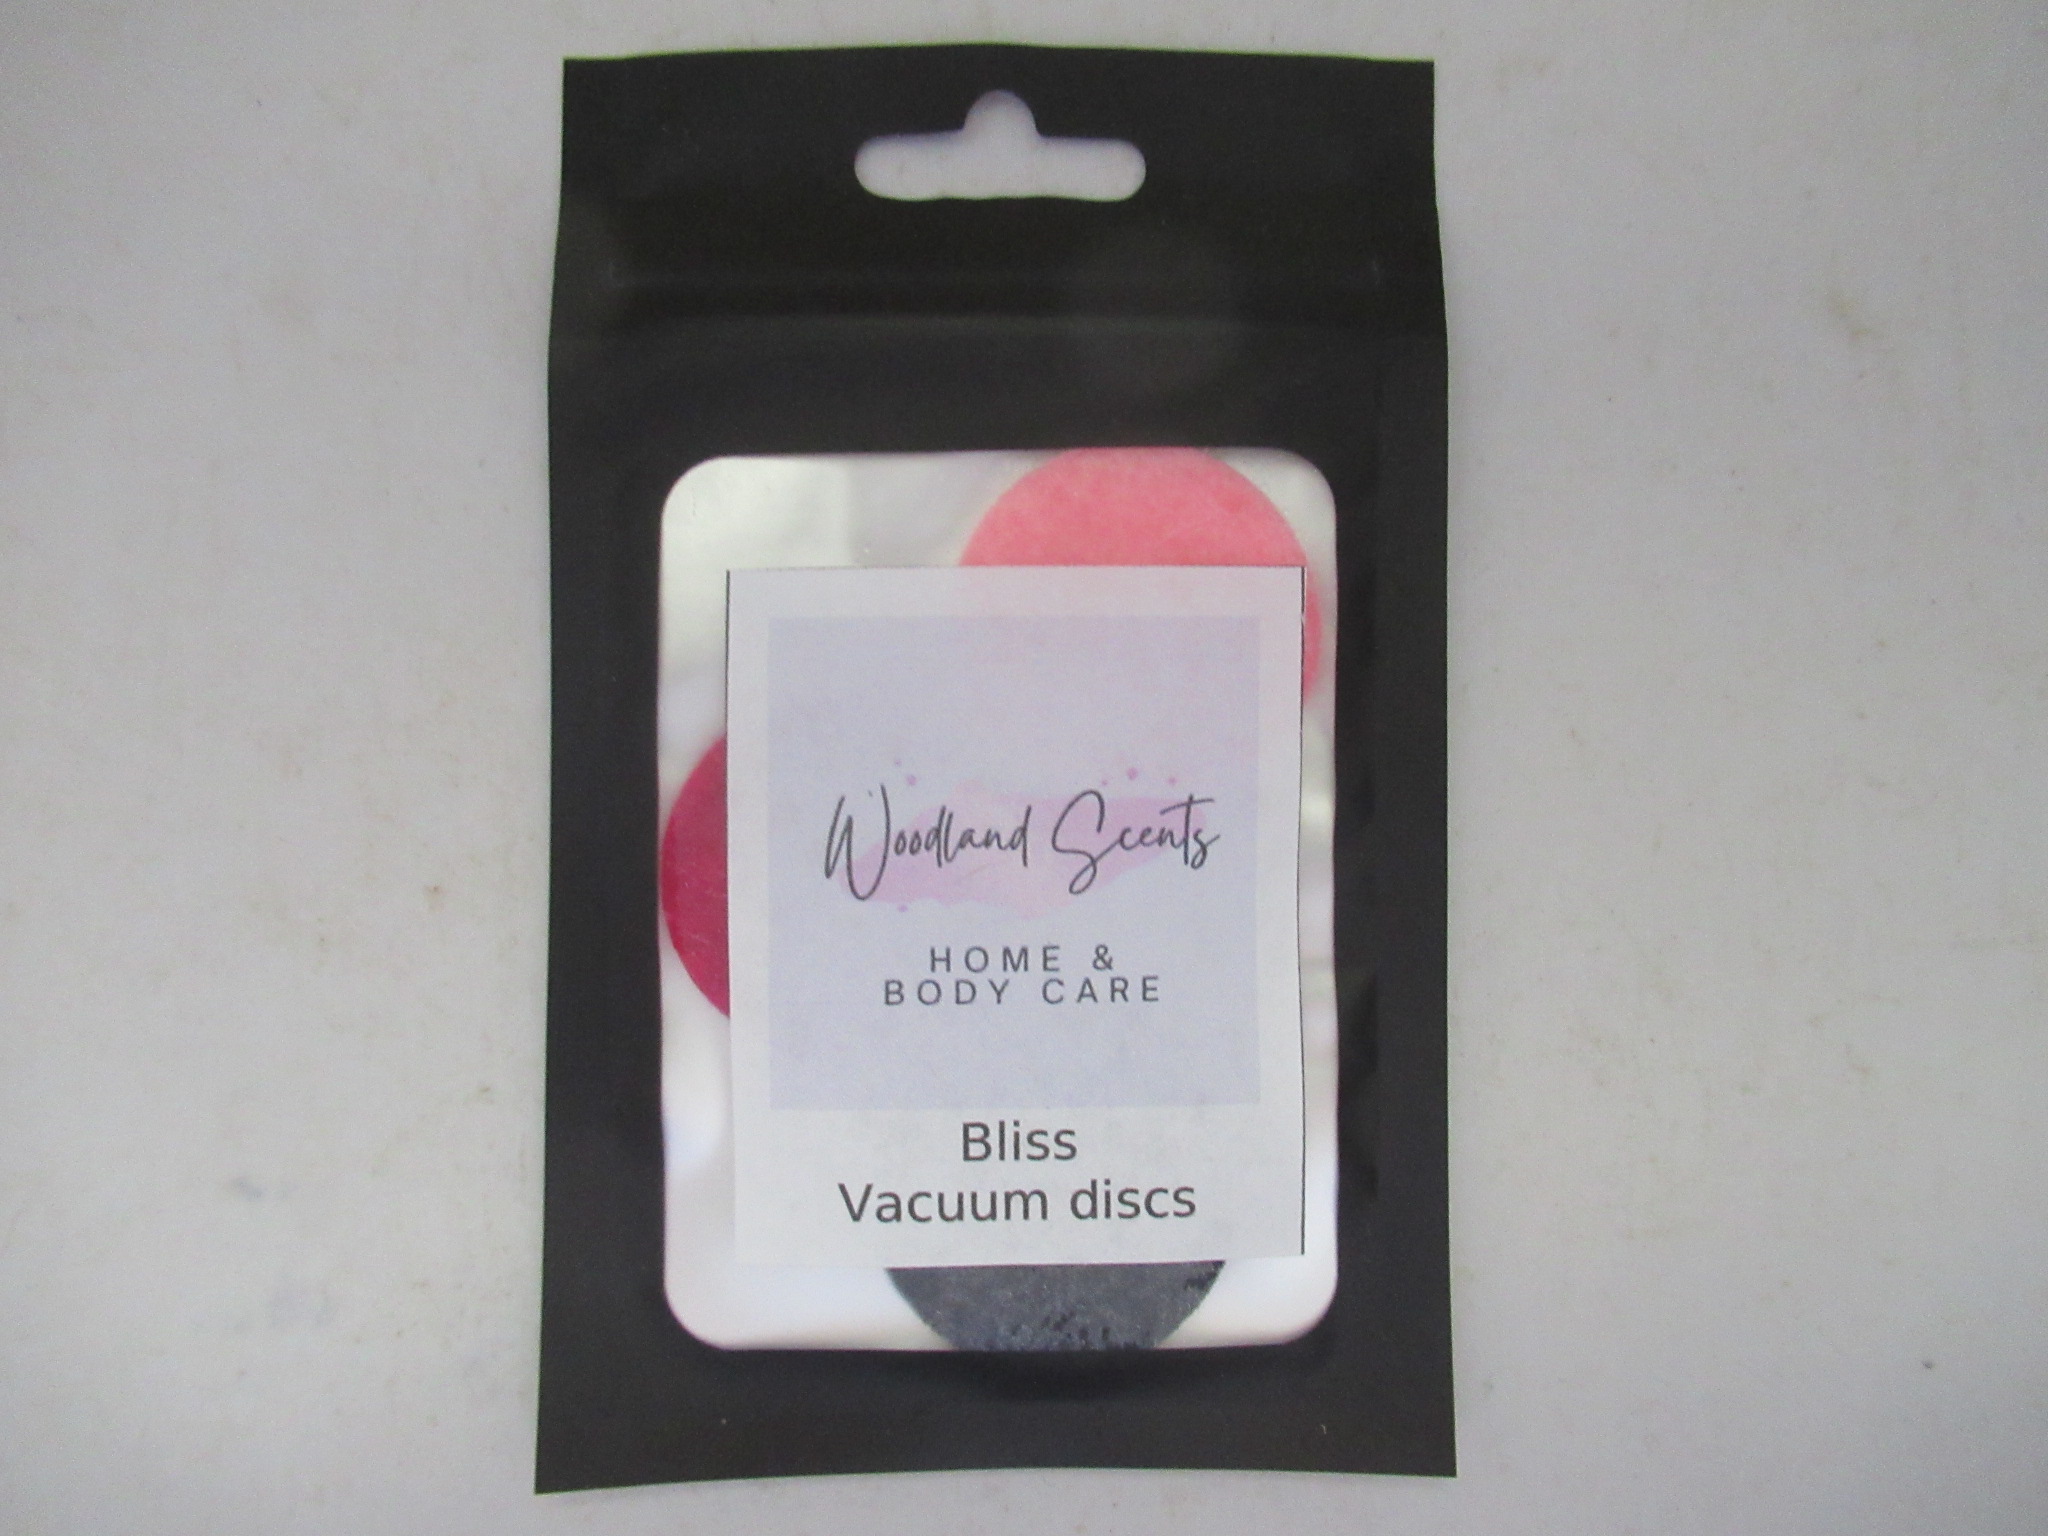 Woodland Scents
HOME &
BODY CARE
Bliss
Vacuum discs